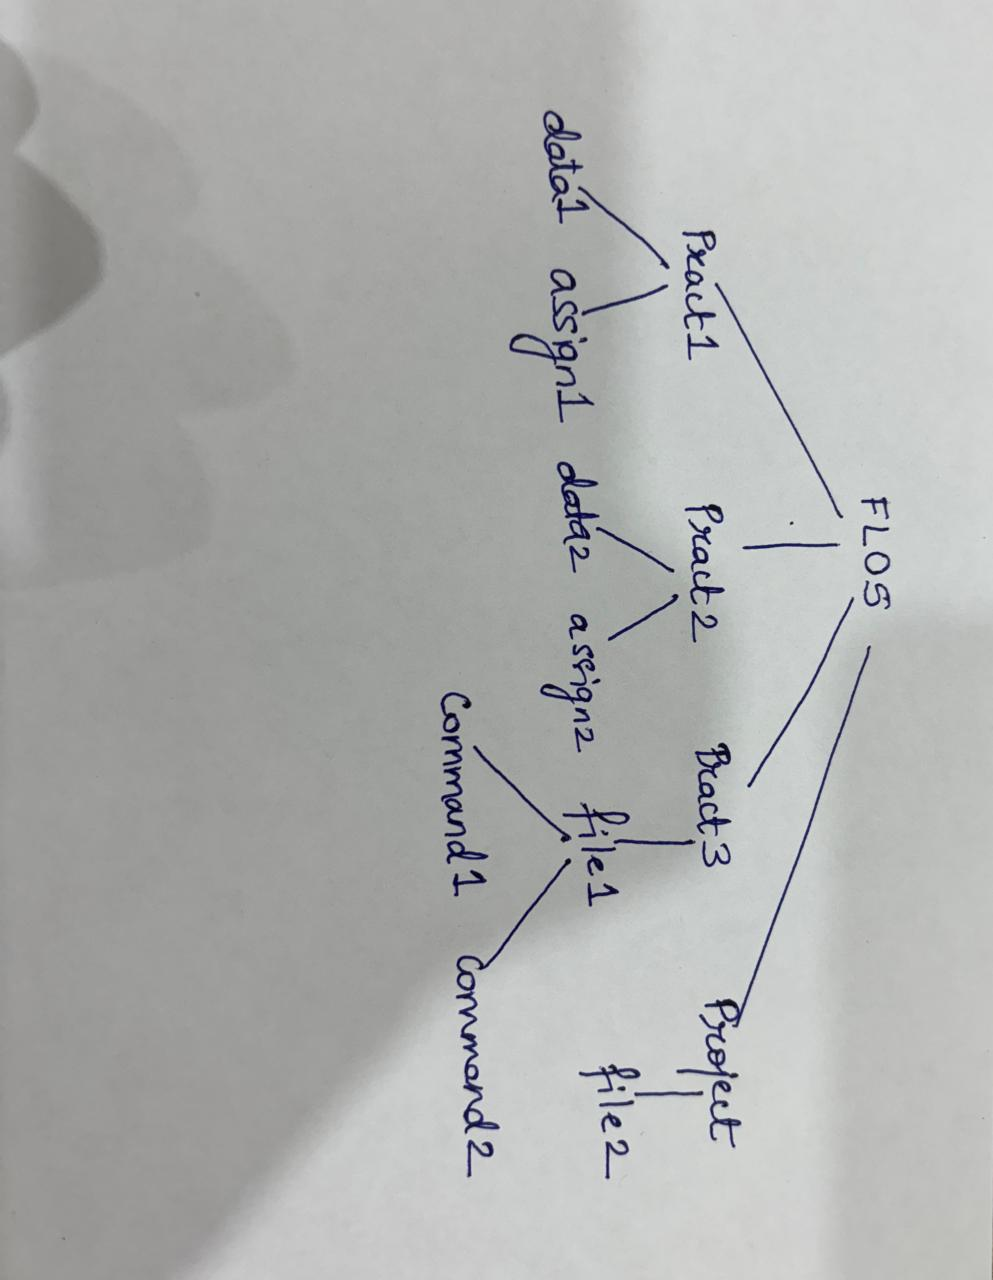 FLOS
Pract1 Pract2 Pract3 Project
data1 assign1 data2 assign2 file1 file2
Command1 Command2